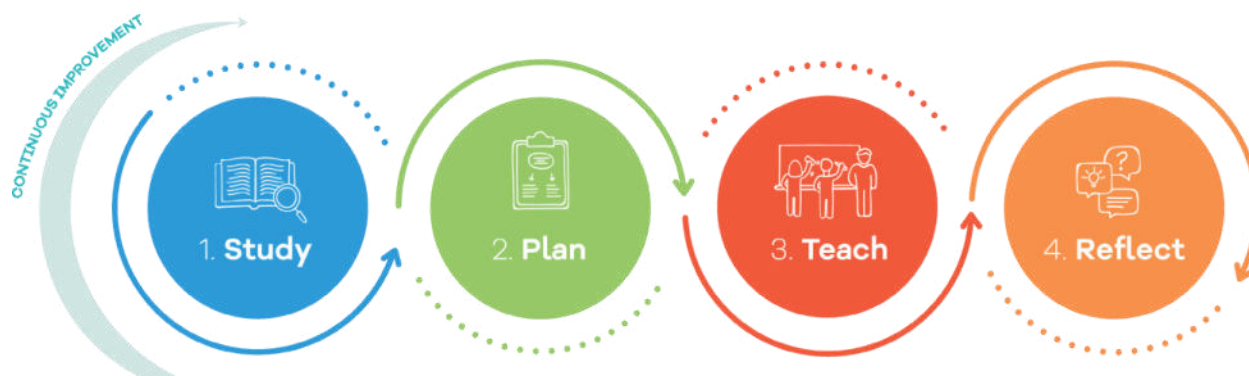 CONTINUOUS IMPROVEMENT
1. Study
2. Plan
3. Teach
4. Reflect
?